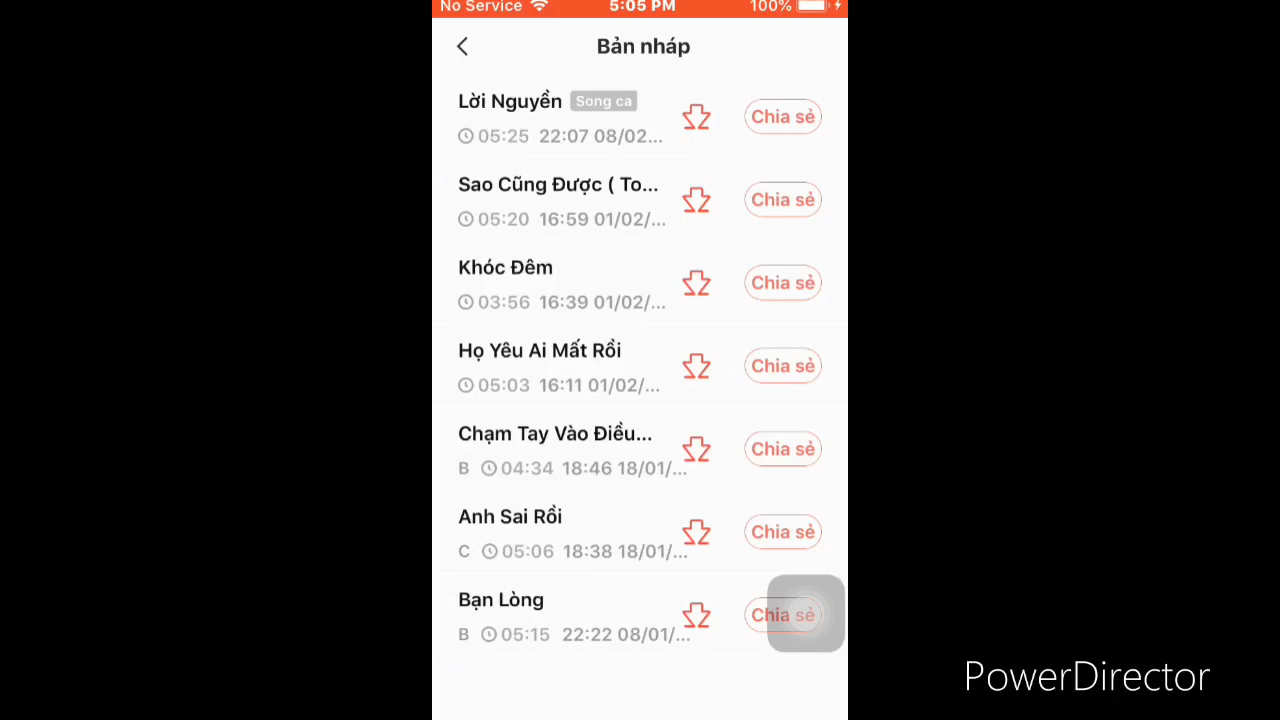 No Service 5:05 PM 100%
Bản nháp
Lời Nguyền Song ca
05:25 22:07 08/02...
Chia sẻ
Sao Cũng Được ( To...
05:20 16:59 01/02/...
Chia sẻ
Khóc Đêm
03:56 16:39 01/02/...
Chia sẻ
Họ Yêu Ai Mất Rồi
05:03 16:11 01/02/...
Chia sẻ
Chạm Tay Vào Điều...
B 04:34 18:46 18/01/...
Chia sẻ
Anh Sai Rồi
C 05:06 18:38 18/01/...
Chia sẻ
Bạn Lòng
B 05:15 22:22 08/01/...
Chia sẻ
PowerDirector